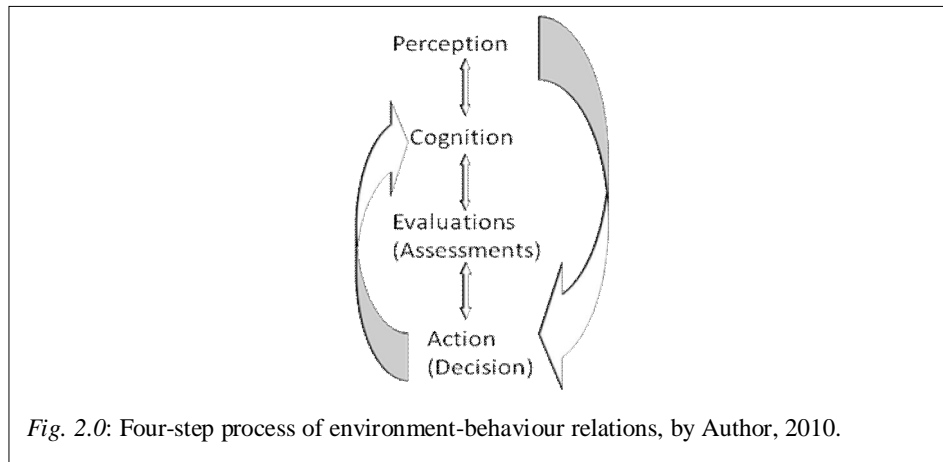 Perception
Cognition
Evaluations
(Assessments)
Action
(Decision)
Fig. 2.0: Four-step process of environment-behaviour relations, by Author, 2010.